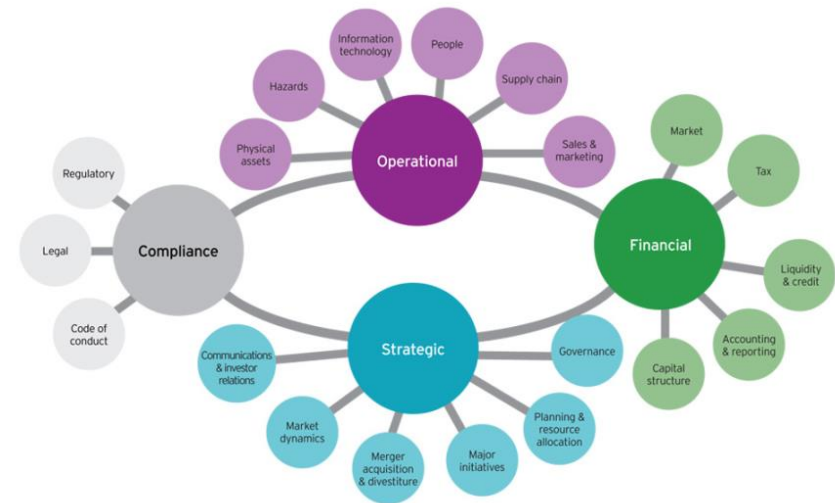 Operational
Physical
assets
Hazards
Information
technology
People
Supply chain
Sales &
marketing
Financial
Market
Tax
Liquidity
& credit
Accounting
& reporting
Capital
structure
Strategic
Governance
Planning &
resource
allocation
Major
initiatives
Merger
acquisition
& divestiture
Market
dynamics
Communications
& investor
relations
Compliance
Code of
conduct
Legal
Regulatory